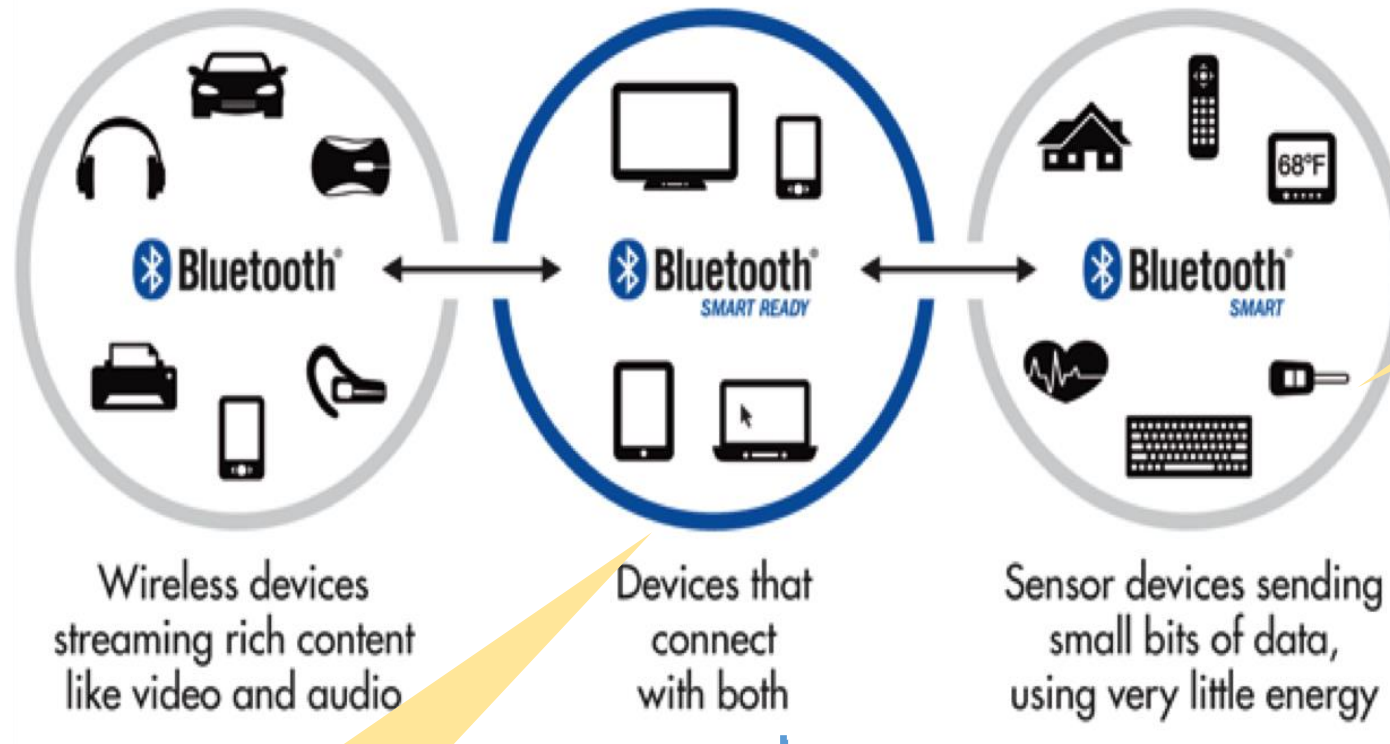 68°F
Bluetooth®
Bluetooth®
SMART READY
Bluetooth®
SMART
Wireless devices
streaming rich content
like video and audio
Devices that
connect
with both
Sensor devices sending
small bits of data,
using very little energy